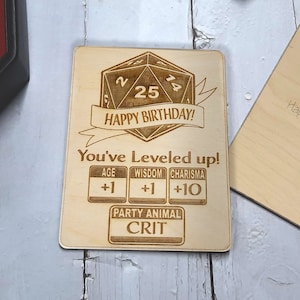 2 25 14
HAPPY BIRTHDAY!
You've Leveled up!
AGE WISDOM CHARISMA
+1 +1 +10
PARTY ANIMAL
CRIT